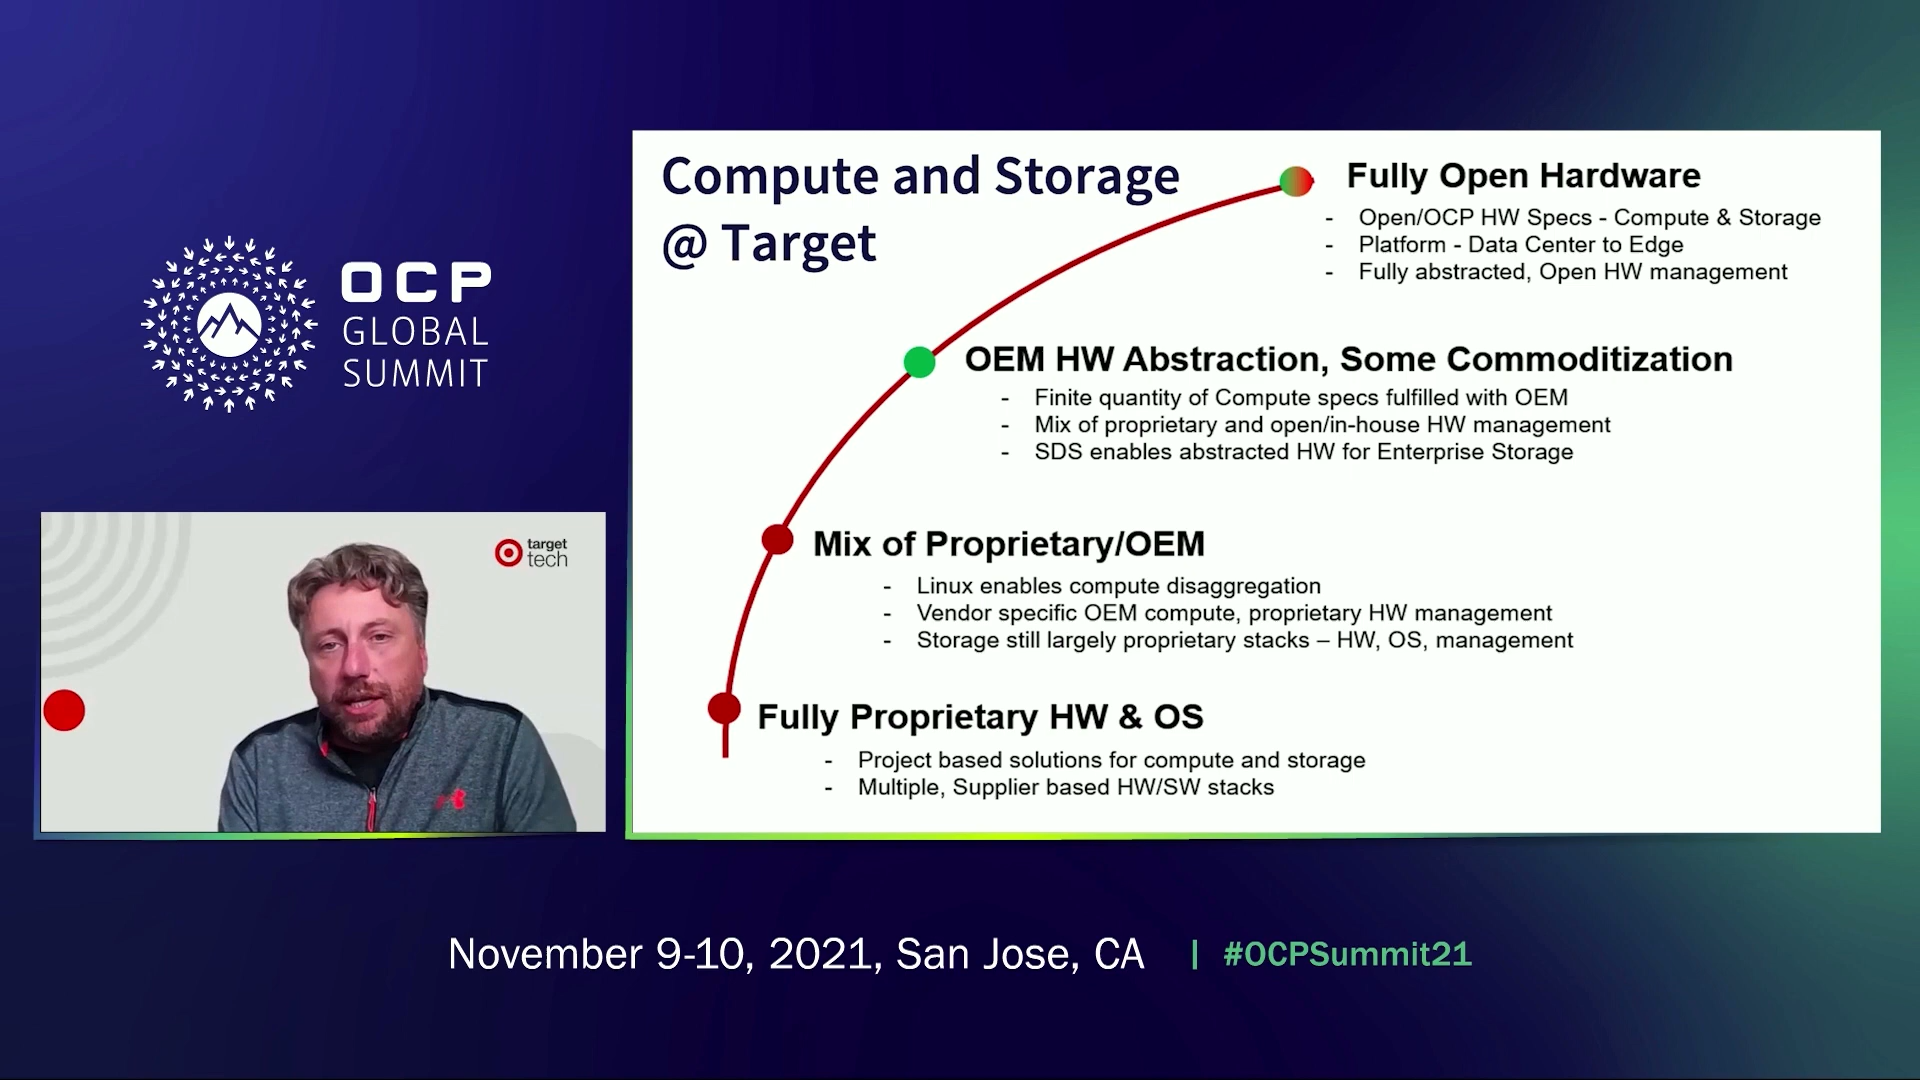 OCP
GLOBAL
SUMMIT
target
tech
Compute and Storage
@ Target
Fully Open Hardware
- Open/OCP HW Specs - Compute & Storage
- Platform - Data Center to Edge
- Fully abstracted, Open HW management
OEM HW Abstraction, Some Commoditization
- Finite quantity of Compute specs fulfilled with OEM
- Mix of proprietary and open/in-house HW management
- SDS enables abstracted HW for Enterprise Storage
Mix of Proprietary/OEM
- Linux enables compute disaggregation
- Vendor specific OEM compute, proprietary HW management
- Storage still largely proprietary stacks – HW, OS, management
Fully Proprietary HW & OS
- Project based solutions for compute and storage
- Multiple, Supplier based HW/SW stacks
November 9-10, 2021, San Jose, CA | #OCPSummit21